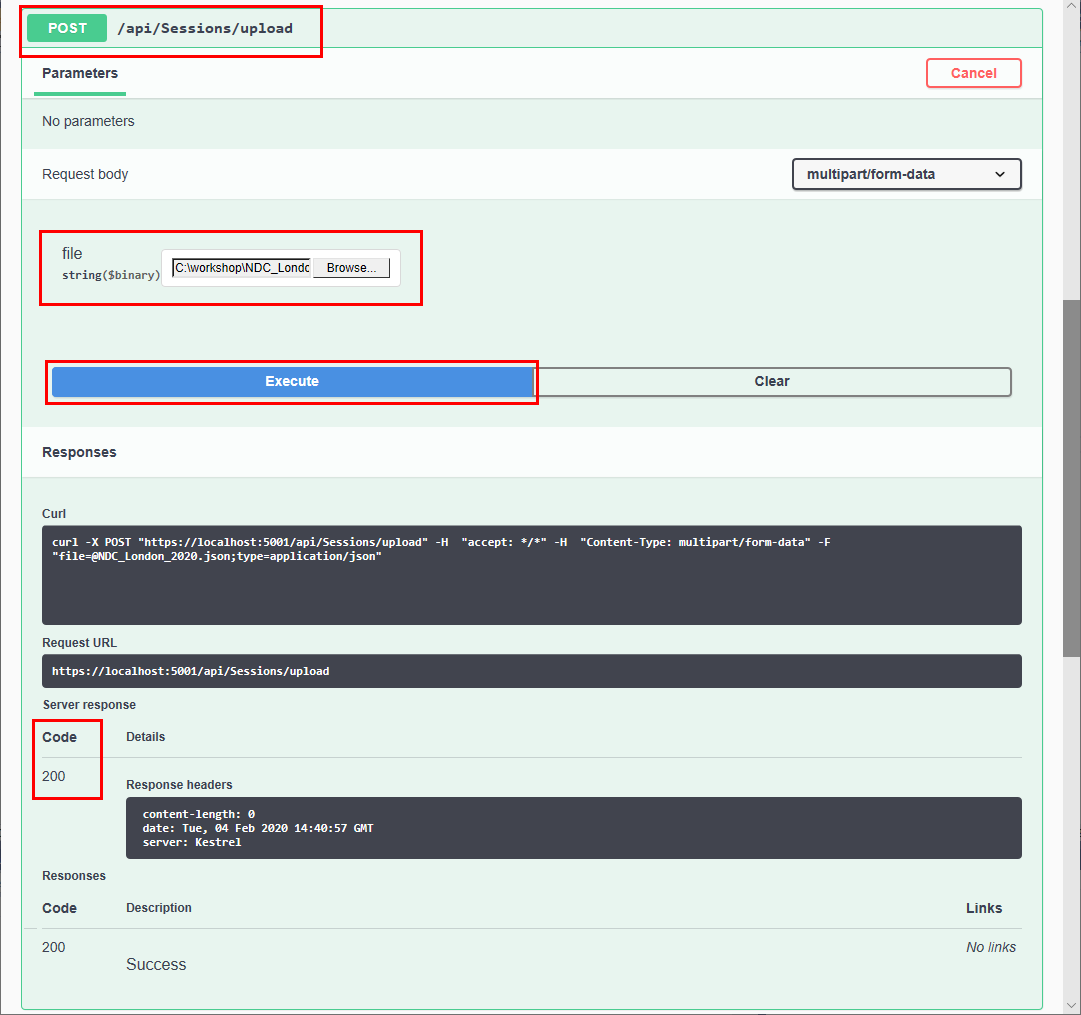 POST /api/Sessions/upload
Parameters
Cancel
No parameters
Request body
multipart/form-data
file
string($binary)
C:\workshop\NDC_Londo
Browse...
Execute
Clear
Responses
Curl
curl -X POST "https://localhost:5001/api/Sessions/upload" -H  "accept: */*" -H  "Content-Type: multipart/form-data" -F
"file=@NDC_London_2020.json;type=application/json"
Request URL
https://localhost:5001/api/Sessions/upload
Server response
Code Details
200
Response headers
content-length: 0
date: Tue, 04 Feb 2020 14:40:57 GMT
server: Kestrel
Responses
Code Description Links
200 No links
Success